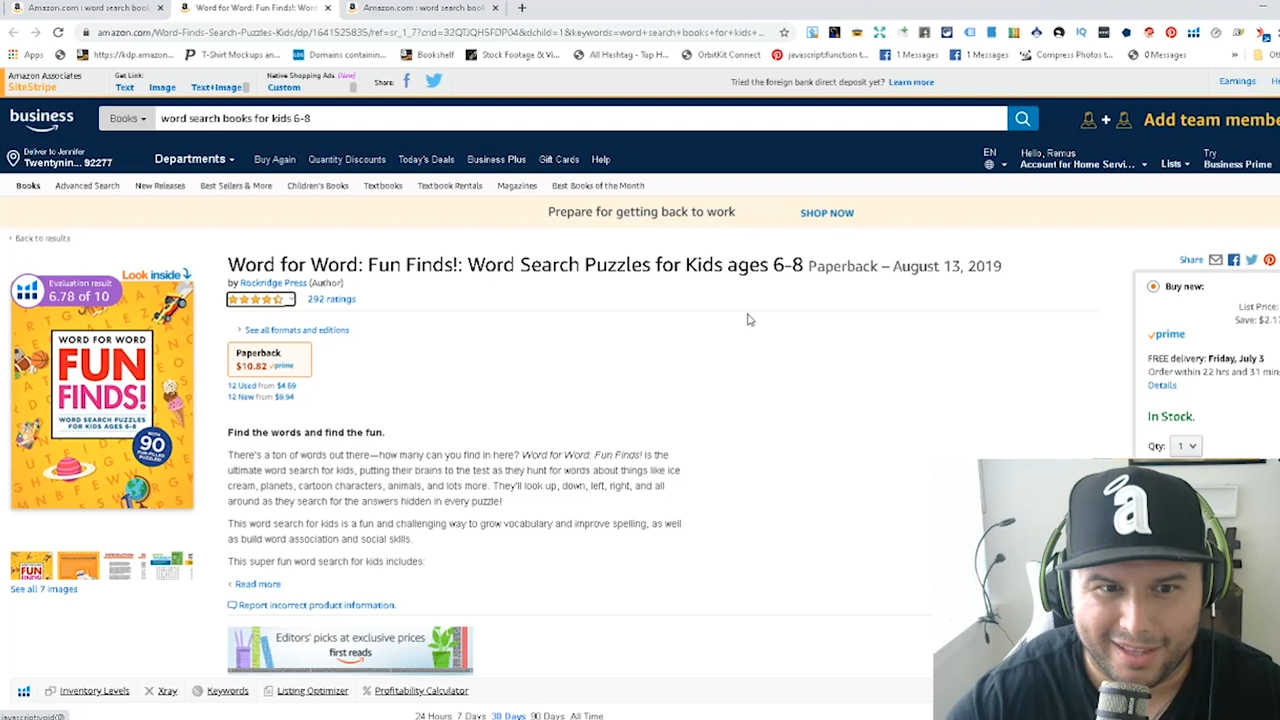 Amazon.com : word search book
Word for Word: Fun Finds!: Word
Amazon.com : word search book
amazon.com/Word-Finds-Search-Puzzles-Kids/dp/1641525835/ref=sr_1_7?crid=32QTJQH5FDP04&dchild=1&keywords=word+search+books+for+kids+
Apps
https://kdp.amazon...
T-Shirt Mockups an...
Domains containin...
Bookshelf
Stock Footage & Vi...
All Hashtag - Top H...
OrbitKit Connect
javascriptfunction t...
1 Messages
1 Messages
Compress Photos t...
0 Messages
Amazon Associates
SiteStripe
Get Link:
Text
Image
Text+Image
Native Shopping Ads (New)
Custom
Share:
Tried the foreign bank direct deposit yet? Learn more
Earnings
business
Books
word search books for kids 6-8
Add team membe
Deliver to Jennifer
Twentynin... 92277
Departments
Buy Again
Quantity Discounts
Today's Deals
Business Plus
Gift Cards
Help
EN
Hello, Remus
Account for Home Servi...
Lists
Try
Business Prime
Books
Advanced Search
New Releases
Best Sellers & More
Children's Books
Textbooks
Textbook Rentals
Magazines
Best Books of the Month
Prepare for getting back to work
SHOP NOW
‹ Back to results
Look inside
Evaluation result
6.78 of 10
WORD FOR WORD
FUN
FINDS!
WORD SEARCH PUZZLES
FOR KIDS AGES 6-8
WITH
90
FUN-FILLED
PUZZLES!
See all 7 images
Word for Word: Fun Finds!: Word Search Puzzles for Kids ages 6-8 Paperback – August 13, 2019
by Rockridge Press (Author)
292 ratings
See all formats and editions
Paperback
$10.82 prime
12 Used from $4.69
12 New from $9.94
Find the words and find the fun.
There's a ton of words out there—how many can you find in here? Word for Word: Fun Finds! is the
ultimate word search for kids, putting their brains to the test as they hunt for words about things like ice
cream, planets, cartoon characters, animals, and lots more. They'll look up, down, left, right, and all
around as they search for the answers hidden in every puzzle!
This word search for kids is a fun and challenging way to grow vocabulary and improve spelling, as well
as build word association and social skills.
This super fun word search for kids includes:
Read more
Report incorrect product information.
Editors' picks at exclusive prices
first reads
Share
Buy new:
List Price:
Save: $2.17
prime
FREE delivery: Friday, July 3
Order within 22 hrs and 31 min
Details
In Stock.
Qty: 1
Inventory Levels
Xray
Keywords
Listing Optimizer
Profitability Calculator
24 Hours 7 Days 30 Days 90 Days All Time
javascript:void(0)